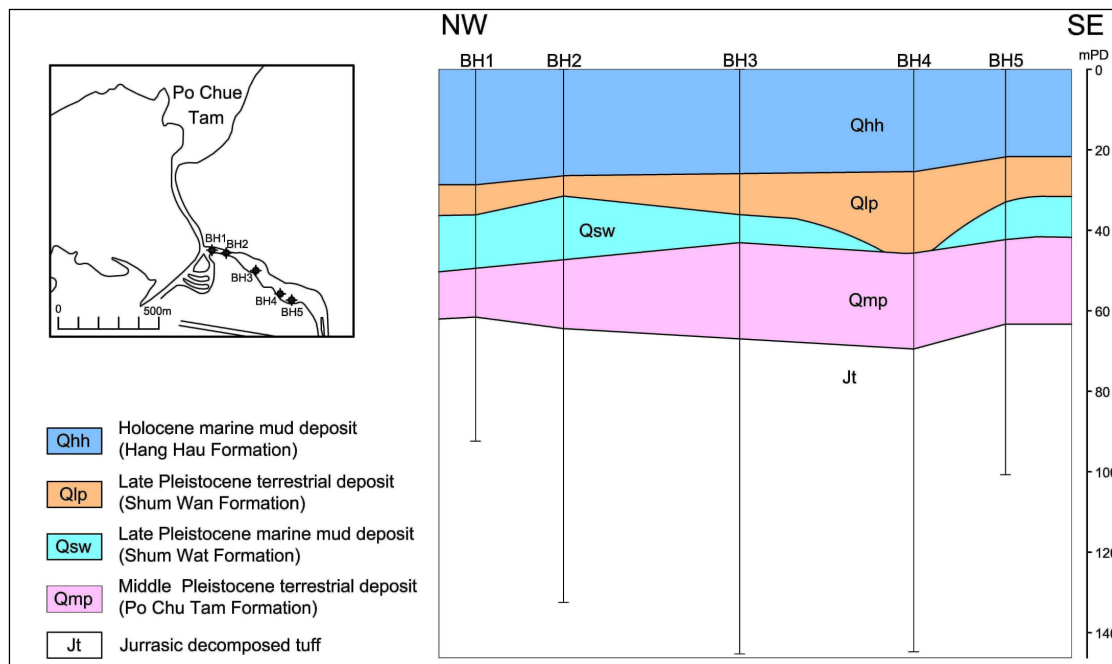 NW
SE
mPD
BH1
BH2
BH3
BH4
BH5
0
20
40
60
80
100
120
140
Qhh
Qlp
Qsw
Qmp
Jt
Po Chue
Tam
BH1
BH2
BH3
BH4
BH5
0
500m
Qhh
Holocene marine mud deposit
(Hang Hau Formation)
Qlp
Late Pleistocene terrestrial deposit
(Shum Wan Formation)
Qsw
Late Pleistocene marine mud deposit
(Shum Wat Formation)
Qmp
Middle Pleistocene terrestrial deposit
(Po Chu Tam Formation)
Jt
Jurrasic decomposed tuff